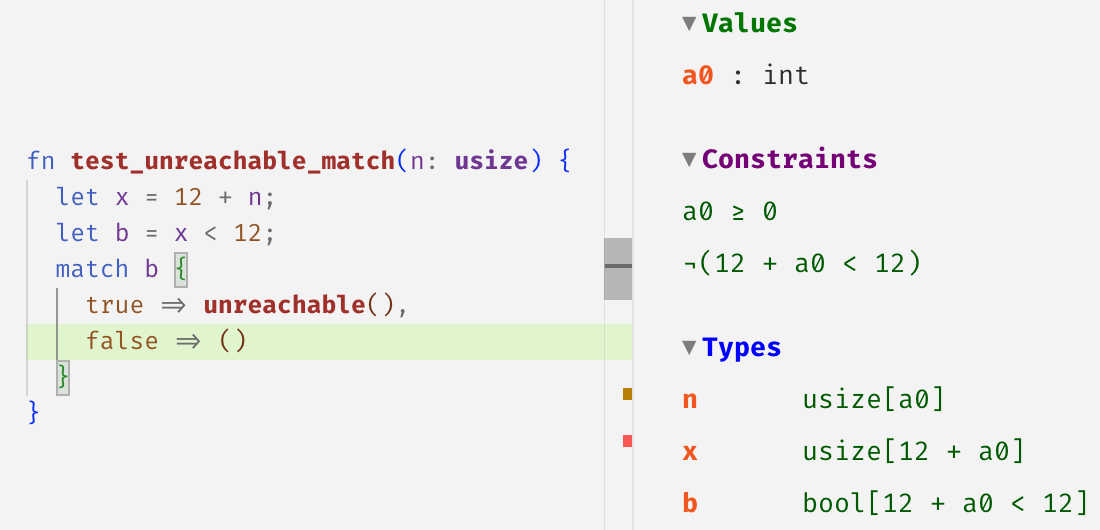 fn test_unreachable_match(n: usize) {
let x = 12 + n;
let b = x < 12;
match b {
true ⇒ unreachable(),
false ⇒ ()
}
}
▼ Values
a0 : int
▼ Constraints
a0 ≥ 0
¬(12 + a0 < 12)
▼ Types
n usize[a0]
x usize[12 + a0]
b bool[12 + a0 < 12]